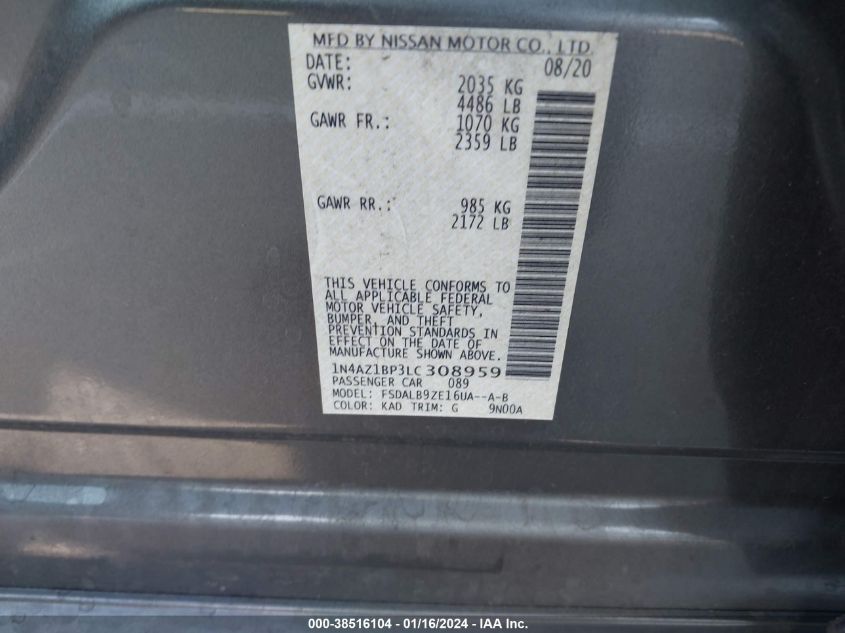 MFD BY NISSAN MOTOR CO., LTD.
DATE: 08/20
GVWR: 2035 KG
4486 LB
GAWR FR.: 1070 KG
2359 LB
GAWR RR.: 985 KG
2172 LB
THIS VEHICLE CONFORMS TO
ALL APPLICABLE FEDERAL
MOTOR VEHICLE SAFETY,
BUMPER, AND THEFT
PREVENTION STANDARDS IN
EFFECT ON THE DATE OF
MANUFACTURE SHOWN ABOVE.
1N4AZ1BP3LC308959
PASSENGER CAR 089
MODEL: FSDALB9ZE16UA--A-B
COLOR: KAD TRIM: G 9N00A
000-38516104 - 01/16/2024 - IAA Inc.